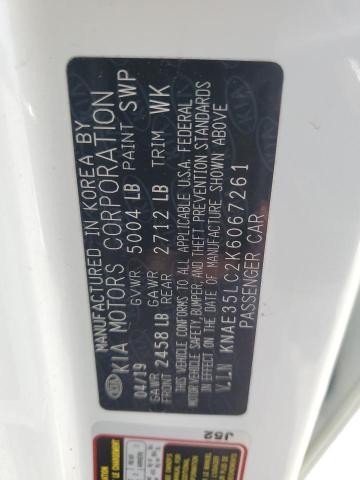 MANUFACTURED IN KOREA BY
KIA MOTORS CORPORATION
04/19 GVWR 5004 LB PAINT SWP
GAWR FRONT 2458 LB GAWR REAR 2712 LB TRIM WK
THIS VEHICLE CONFORMS TO ALL APPLICABLE U.S.A. FEDERAL
MOTOR VEHICLE SAFETY, BUMPER, AND THEFT PREVENTION STANDARDS
IN EFFECT ON THE DATE OF MANUFACTURE SHOWN ABOVE
V.I.N KNAE35LC2K6067261
PASSENGER CAR
J52
LE CHARGEMENT